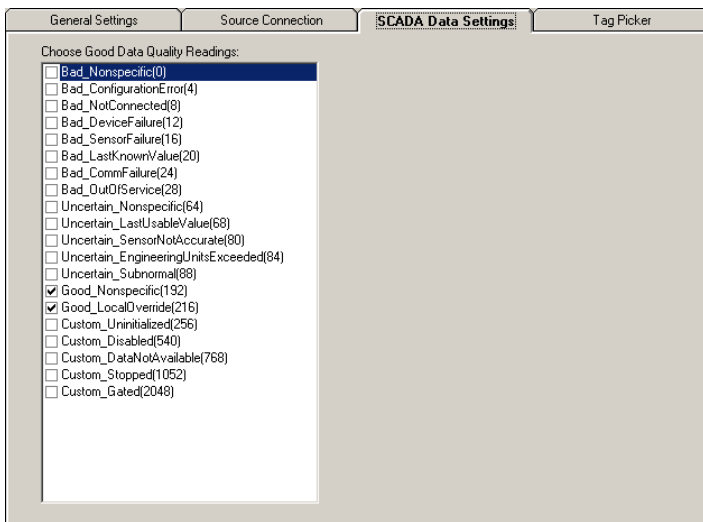 General Settings Source Connection SCADA Data Settings Tag Picker
Choose Good Data Quality Readings:
Bad_Nonspecific(0)
Bad_ConfigurationError(4)
Bad_NotConnected(8)
Bad_DeviceFailure(12)
Bad_SensorFailure(16)
Bad_LastKnownValue(20)
Bad_CommFailure(24)
Bad_OutOfService(28)
Uncertain_Nonspecific(64)
Uncertain_LastUsableValue(68)
Uncertain_SensorNotAccurate(80)
Uncertain_EngineeringUnitsExceeded(84)
Uncertain_Subnormal(88)
Good_Nonspecific(192)
Good_LocalOverride(216)
Custom_Uninitialized(256)
Custom_Disabled(540)
Custom_DataNotAvailable(768)
Custom_Stopped(1052)
Custom_Gated(2048)